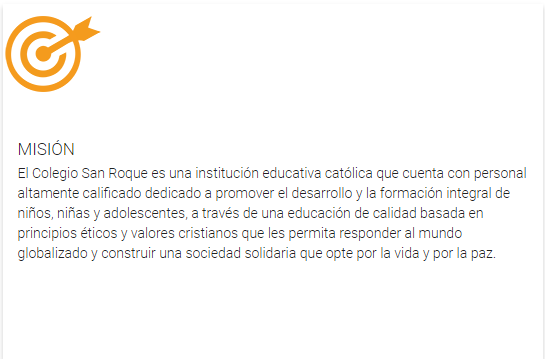 MISIÓN
El Colegio San Roque es una institución educativa católica que cuenta con personal
altamente calificado dedicado a promover el desarrollo y la formación integral de
niños, niñas y adolescentes, a través de una educación de calidad basada en
principios éticos y valores cristianos que les permita responder al mundo
globalizado y construir una sociedad solidaria que opte por la vida y por la paz.